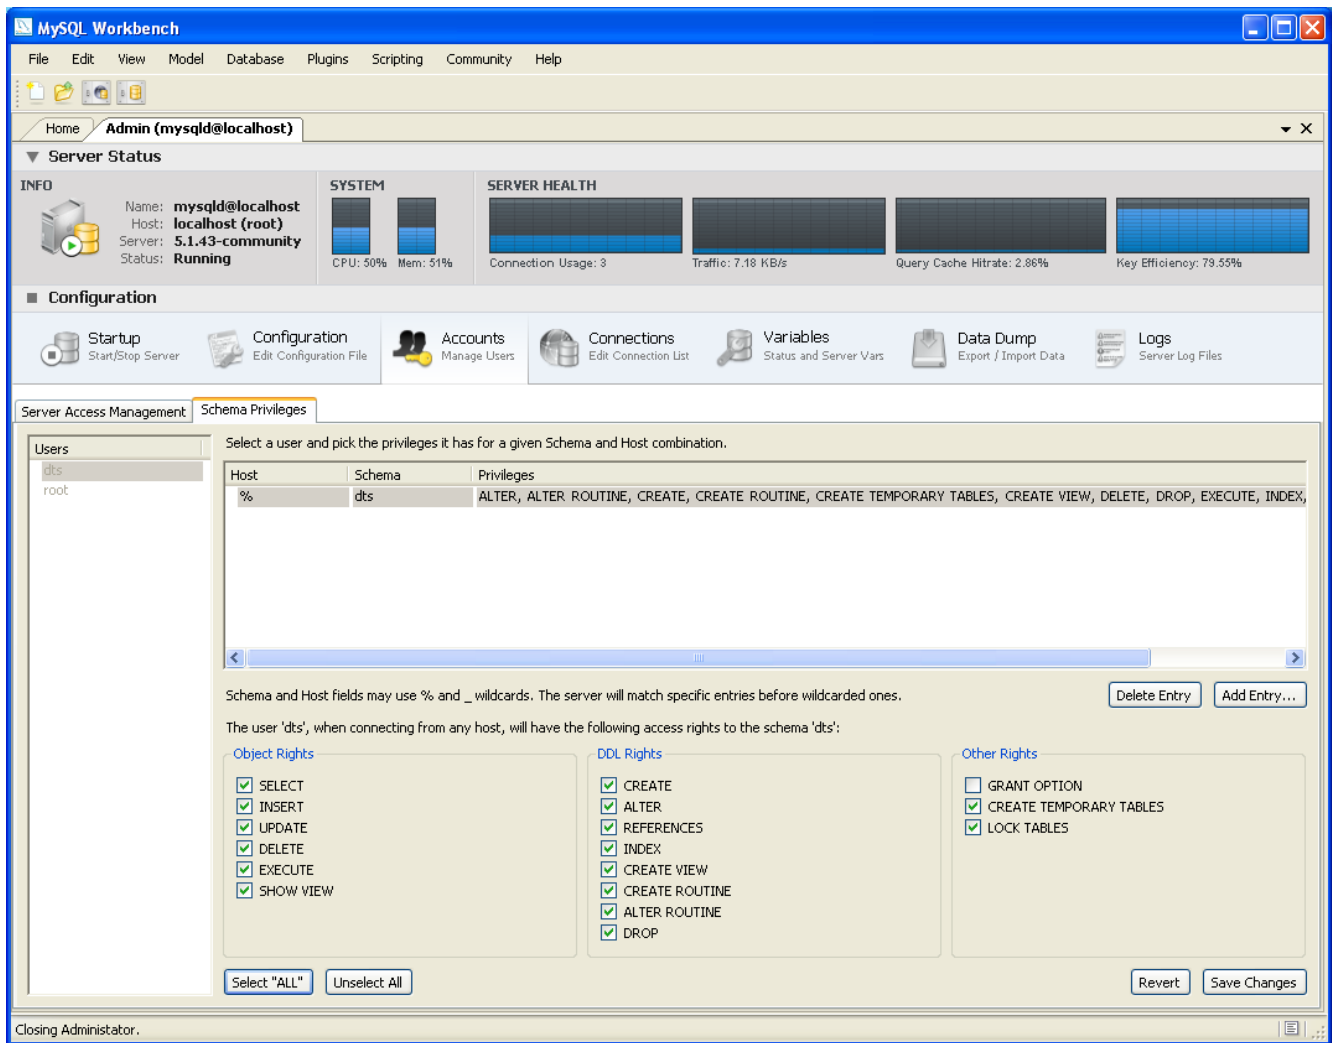 MySQL Workbench
File Edit View Model Database Plugins Scripting Community Help
Home Admin (mysqld@localhost)
Server Status
INFO SYSTEM SERVER HEALTH
Name: mysqld@localhost
Host: localhost (root)
Server: 5.1.43-community
Status: Running
CPU: 50% Mem: 51% Connection Usage: 3 Traffic: 7.18 KB/s Query Cache Hitrate: 2.86% Key Efficiency: 79.55%
Configuration
Startup Configuration Accounts Connections Variables Data Dump Logs
Start/Stop Server Edit Configuration File Manage Users Edit Connection List Status and Server Vars Export / Import Data Server Log Files
Server Access Management Schema Privileges
Users
dts
root
Select a user and pick the privileges it has for a given Schema and Host combination.
Host Schema Privileges
% dts ALTER, ALTER ROUTINE, CREATE, CREATE ROUTINE, CREATE TEMPORARY TABLES, CREATE VIEW, DELETE, DROP, EXECUTE, INDEX,
Schema and Host fields may use % and _ wildcards. The server will match specific entries before wildcarded ones.
Delete Entry Add Entry...
The user 'dts', when connecting from any host, will have the following access rights to the schema 'dts':
Object Rights
SELECT
INSERT
UPDATE
DELETE
EXECUTE
SHOW VIEW
DDL Rights
CREATE
ALTER
REFERENCES
INDEX
CREATE VIEW
CREATE ROUTINE
ALTER ROUTINE
DROP
Other Rights
GRANT OPTION
CREATE TEMPORARY TABLES
LOCK TABLES
Select "ALL" Unselect All Revert Save Changes
Closing Administator.